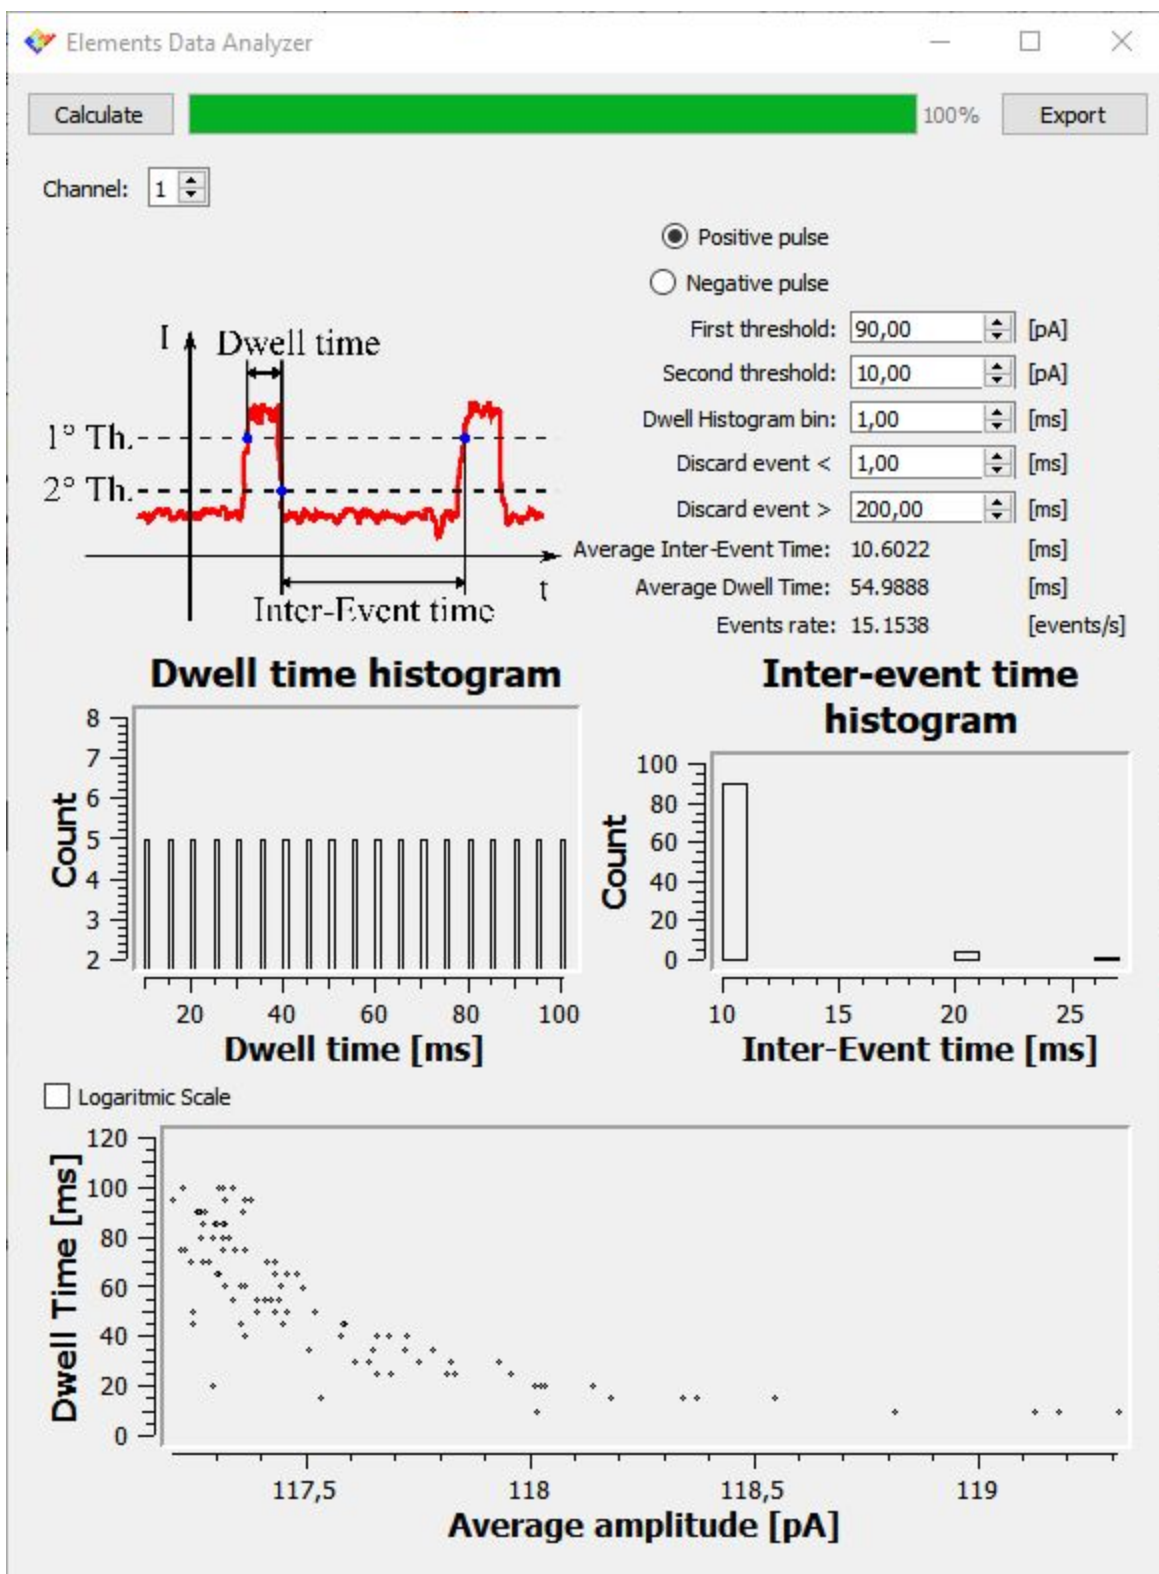 Elements Data Analyzer
Calculate 100% Export
Channel: 1
Positive pulse
Negative pulse
First threshold: 90,00 [pA]
Second threshold: 10,00 [pA]
Dwell Histogram bin: 1,00 [ms]
Discard event < 1,00 [ms]
Discard event > 200,00 [ms]
Average Inter-Event Time: 10.6022 [ms]
Average Dwell Time: 54.9888 [ms]
Events rate: 15.1538 [events/s]
I
Dwell time
1° Th.
2° Th.
t
Inter-Event time
Dwell time histogram
8
7
6
5
4
3
2
Count
20 40 60 80 100
Dwell time [ms]
Inter-event time
histogram
100
80
60
40
20
0
Count
10 15 20 25
Inter-Event time [ms]
Logaritmic Scale
120
100
80
60
40
20
0
Dwell Time [ms]
117,5 118 118,5 119
Average amplitude [pA]